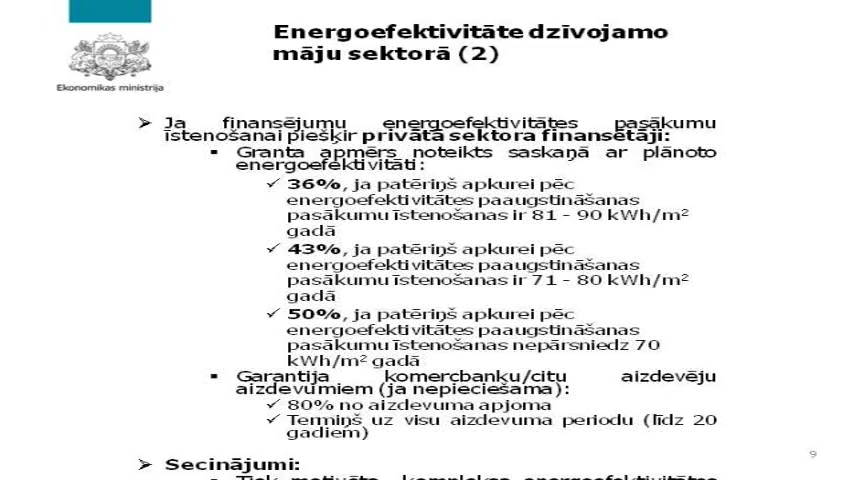 Energoefektivitāte dzīvojamo
māju sektorā (2)
Ekonomikas ministrija
➢ Ja finansējumu energoefektivitātes pasākumu
īstenošanai piešķir privātā sektora finansētāji:
▪ Granta apmērs noteikts saskaņā ar plānoto
energoefektivitāti:
✓ 36%, ja patēriņš apkurei pēc
energoefektivitātes paaugstināšanas
pasākumu īstenošanas ir 81 - 90 kWh/m²
gadā
✓ 43%, ja patēriņš apkurei pēc
energoefektivitātes paaugstināšanas
pasākumu īstenošanas ir 71 - 80 kWh/m²
gadā
✓ 50%, ja patēriņš apkurei pēc
energoefektivitātes paaugstināšanas
pasākumu īstenošanas nepārsniedz 70
kWh/m² gadā
▪ Garantija komercbanku/citu aizdevēju
aizdevumiem (ja nepieciešama):
✓ 80% no aizdevuma apjoma
✓ Termiņš uz visu aizdevuma periodu (līdz 20
gadiem)
9
➢ Secinājumi:
▪ Tiek motivēta kompleksa energoefektivitātes